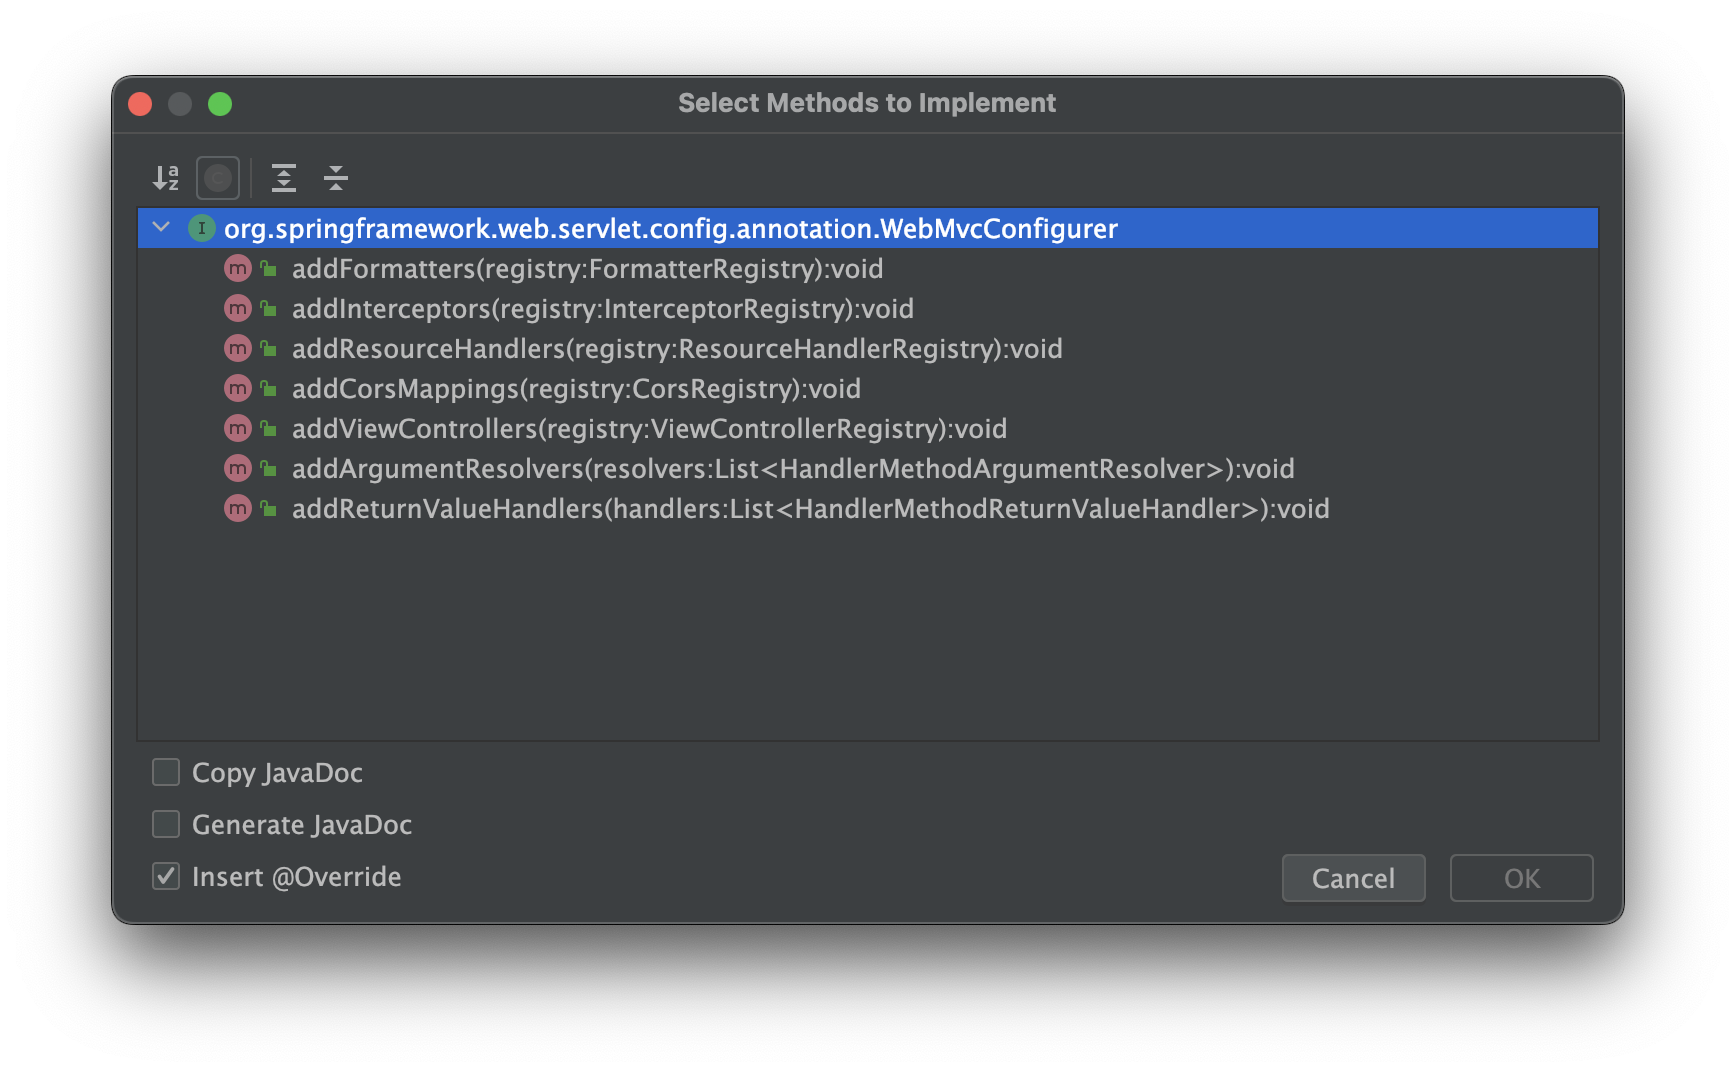 Select Methods to Implement
org.springframework.web.servlet.config.annotation.WebMvcConfigurer
addFormatters(registry:FormatterRegistry):void
addInterceptors(registry:InterceptorRegistry):void
addResourceHandlers(registry:ResourceHandlerRegistry):void
addCorsMappings(registry:CorsRegistry):void
addViewControllers(registry:ViewControllerRegistry):void
addArgumentResolvers(resolvers:List<HandlerMethodArgumentResolver>):void
addReturnValueHandlers(handlers:List<HandlerMethodReturnValueHandler>):void
Copy JavaDoc
Generate JavaDoc
Insert @Override
Cancel
OK